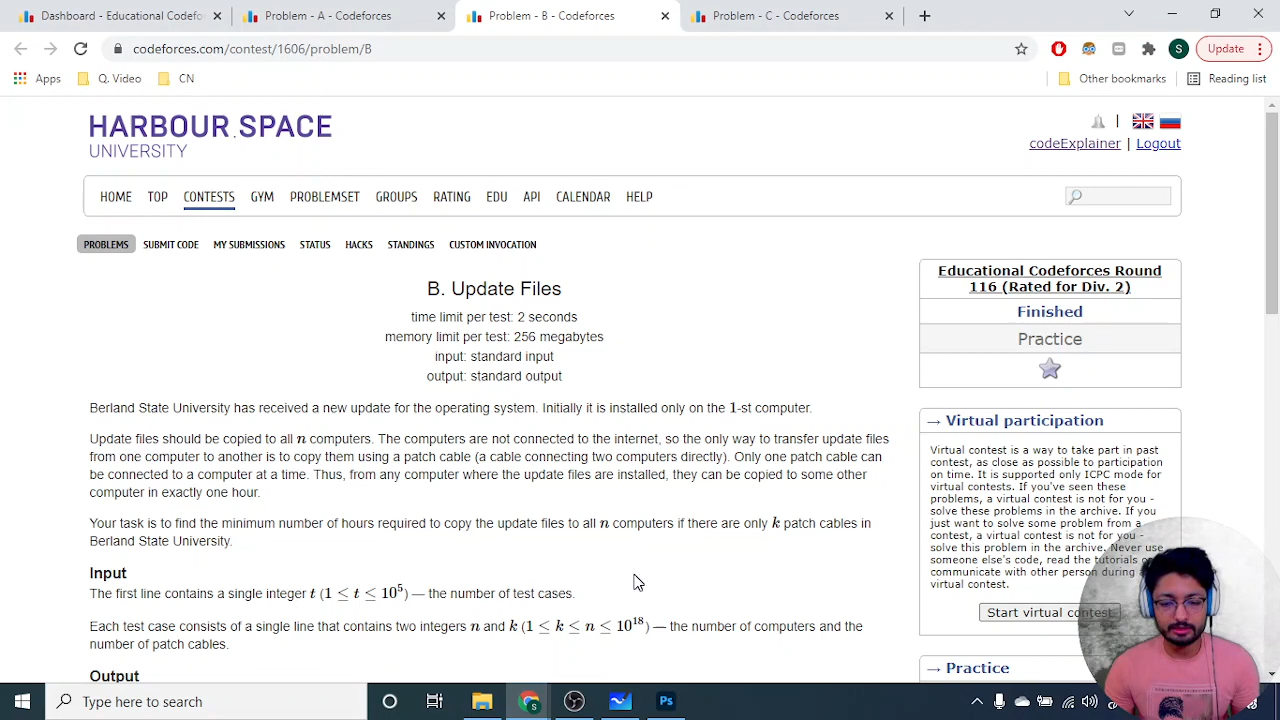 Dashboard - Educational Codefo
Problem - A - Codeforces
Problem - B - Codeforces
Problem - C - Codeforces
codeforces.com/contest/1606/problem/B
S
Update
Apps
Q. Video
CN
Other bookmarks
Reading list
HARBOUR.SPACE
UNIVERSITY
codeExplainer | Logout
HOME TOP CONTESTS GYM PROBLEMSET GROUPS RATING EDU API CALENDAR HELP
PROBLEMS SUBMIT CODE MY SUBMISSIONS STATUS HACKS STANDINGS CUSTOM INVOCATION
B. Update Files
time limit per test: 2 seconds
memory limit per test: 256 megabytes
input: standard input
output: standard output
Berland State University has received a new update for the operating system. Initially it is installed only on the 1-st computer.
Update files should be copied to all n computers. The computers are not connected to the internet, so the only way to transfer update files
from one computer to another is to copy them using a patch cable (a cable connecting two computers directly). Only one patch cable can
be connected to a computer at a time. Thus, from any computer where the update files are installed, they can be copied to some other
computer in exactly one hour.
Your task is to find the minimum number of hours required to copy the update files to all n computers if there are only k patch cables in
Berland State University.
Input
The first line contains a single integer t (1 ≤ t ≤ 10⁵) — the number of test cases.
Each test case consists of a single line that contains two integers n and k (1 ≤ k ≤ n ≤ 10¹⁸) — the number of computers and the
number of patch cables.
Output
Educational Codeforces Round
116 (Rated for Div. 2)
Finished
Practice
→ Virtual participation
Virtual contest is a way to take part in past
contest, as close as possible to participation
on time. It is supported only ICPC mode for
virtual contests. If you've seen these
problems, a virtual contest is not for you -
solve these problems in the archive. If you
just want to solve some problem from a
contest, a virtual contest is not for you -
solve this problem in the archive. Never use
someone else's code, read the tutorials or
communicate with other person during a
virtual contest.
Start virtual contest
→ Practice
Type here to search